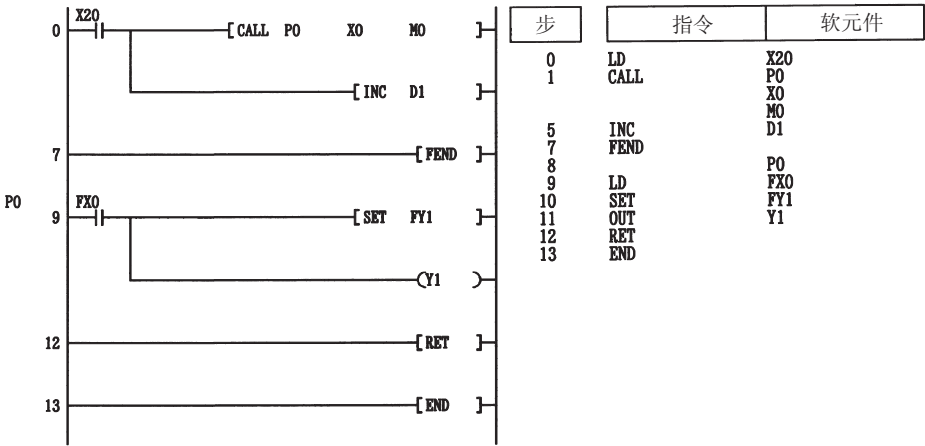 X20
0 [ CALL P0 X0 M0 ]
[ INC D1 ]
7 [ FEND ]
P0
FX0
9 [ SET FY1 ]
( Y1 )
12 [ RET ]
13 [ END ]
步 指令 软元件
0 LD X20
1 CALL P0
X0
M0
5 INC D1
7 FEND
8 P0
9 LD FX0
10 SET FY1
11 OUT Y1
12 RET
13 END